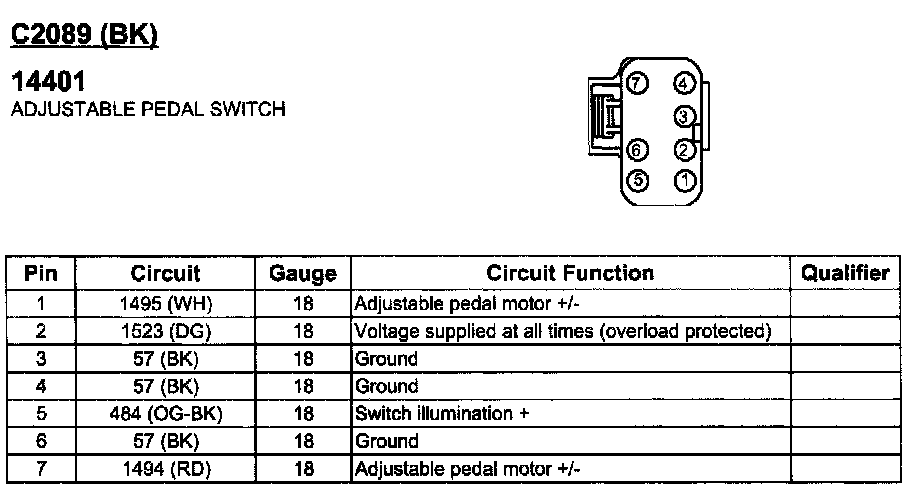 C2089 (BK)
14401
ADJUSTABLE PEDAL SWITCH
7 4
3
6 2
5 1
Pin Circuit Gauge Circuit Function Qualifier
1 1495 (WH) 18 Adjustable pedal motor +/-
2 1523 (DG) 18 Voltage supplied at all times (overload protected)
3 57 (BK) 18 Ground
4 57 (BK) 18 Ground
5 484 (OG-BK) 18 Switch illumination +
6 57 (BK) 18 Ground
7 1494 (RD) 18 Adjustable pedal motor +/-